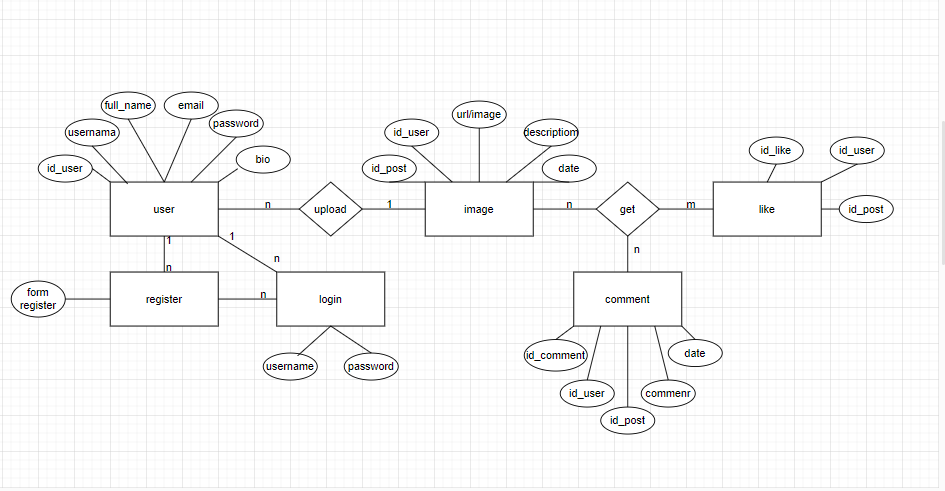 full_name
email
url/image
password
usernama
id_user
descriptiom
id_like
id_user
bio
id_user
id_post
date
user
n
upload
1
image
n
get
m
like
id_post
1
1
n
n
n
form
register
register
n
login
comment
id_comment
date
username
password
id_user
commenr
id_post